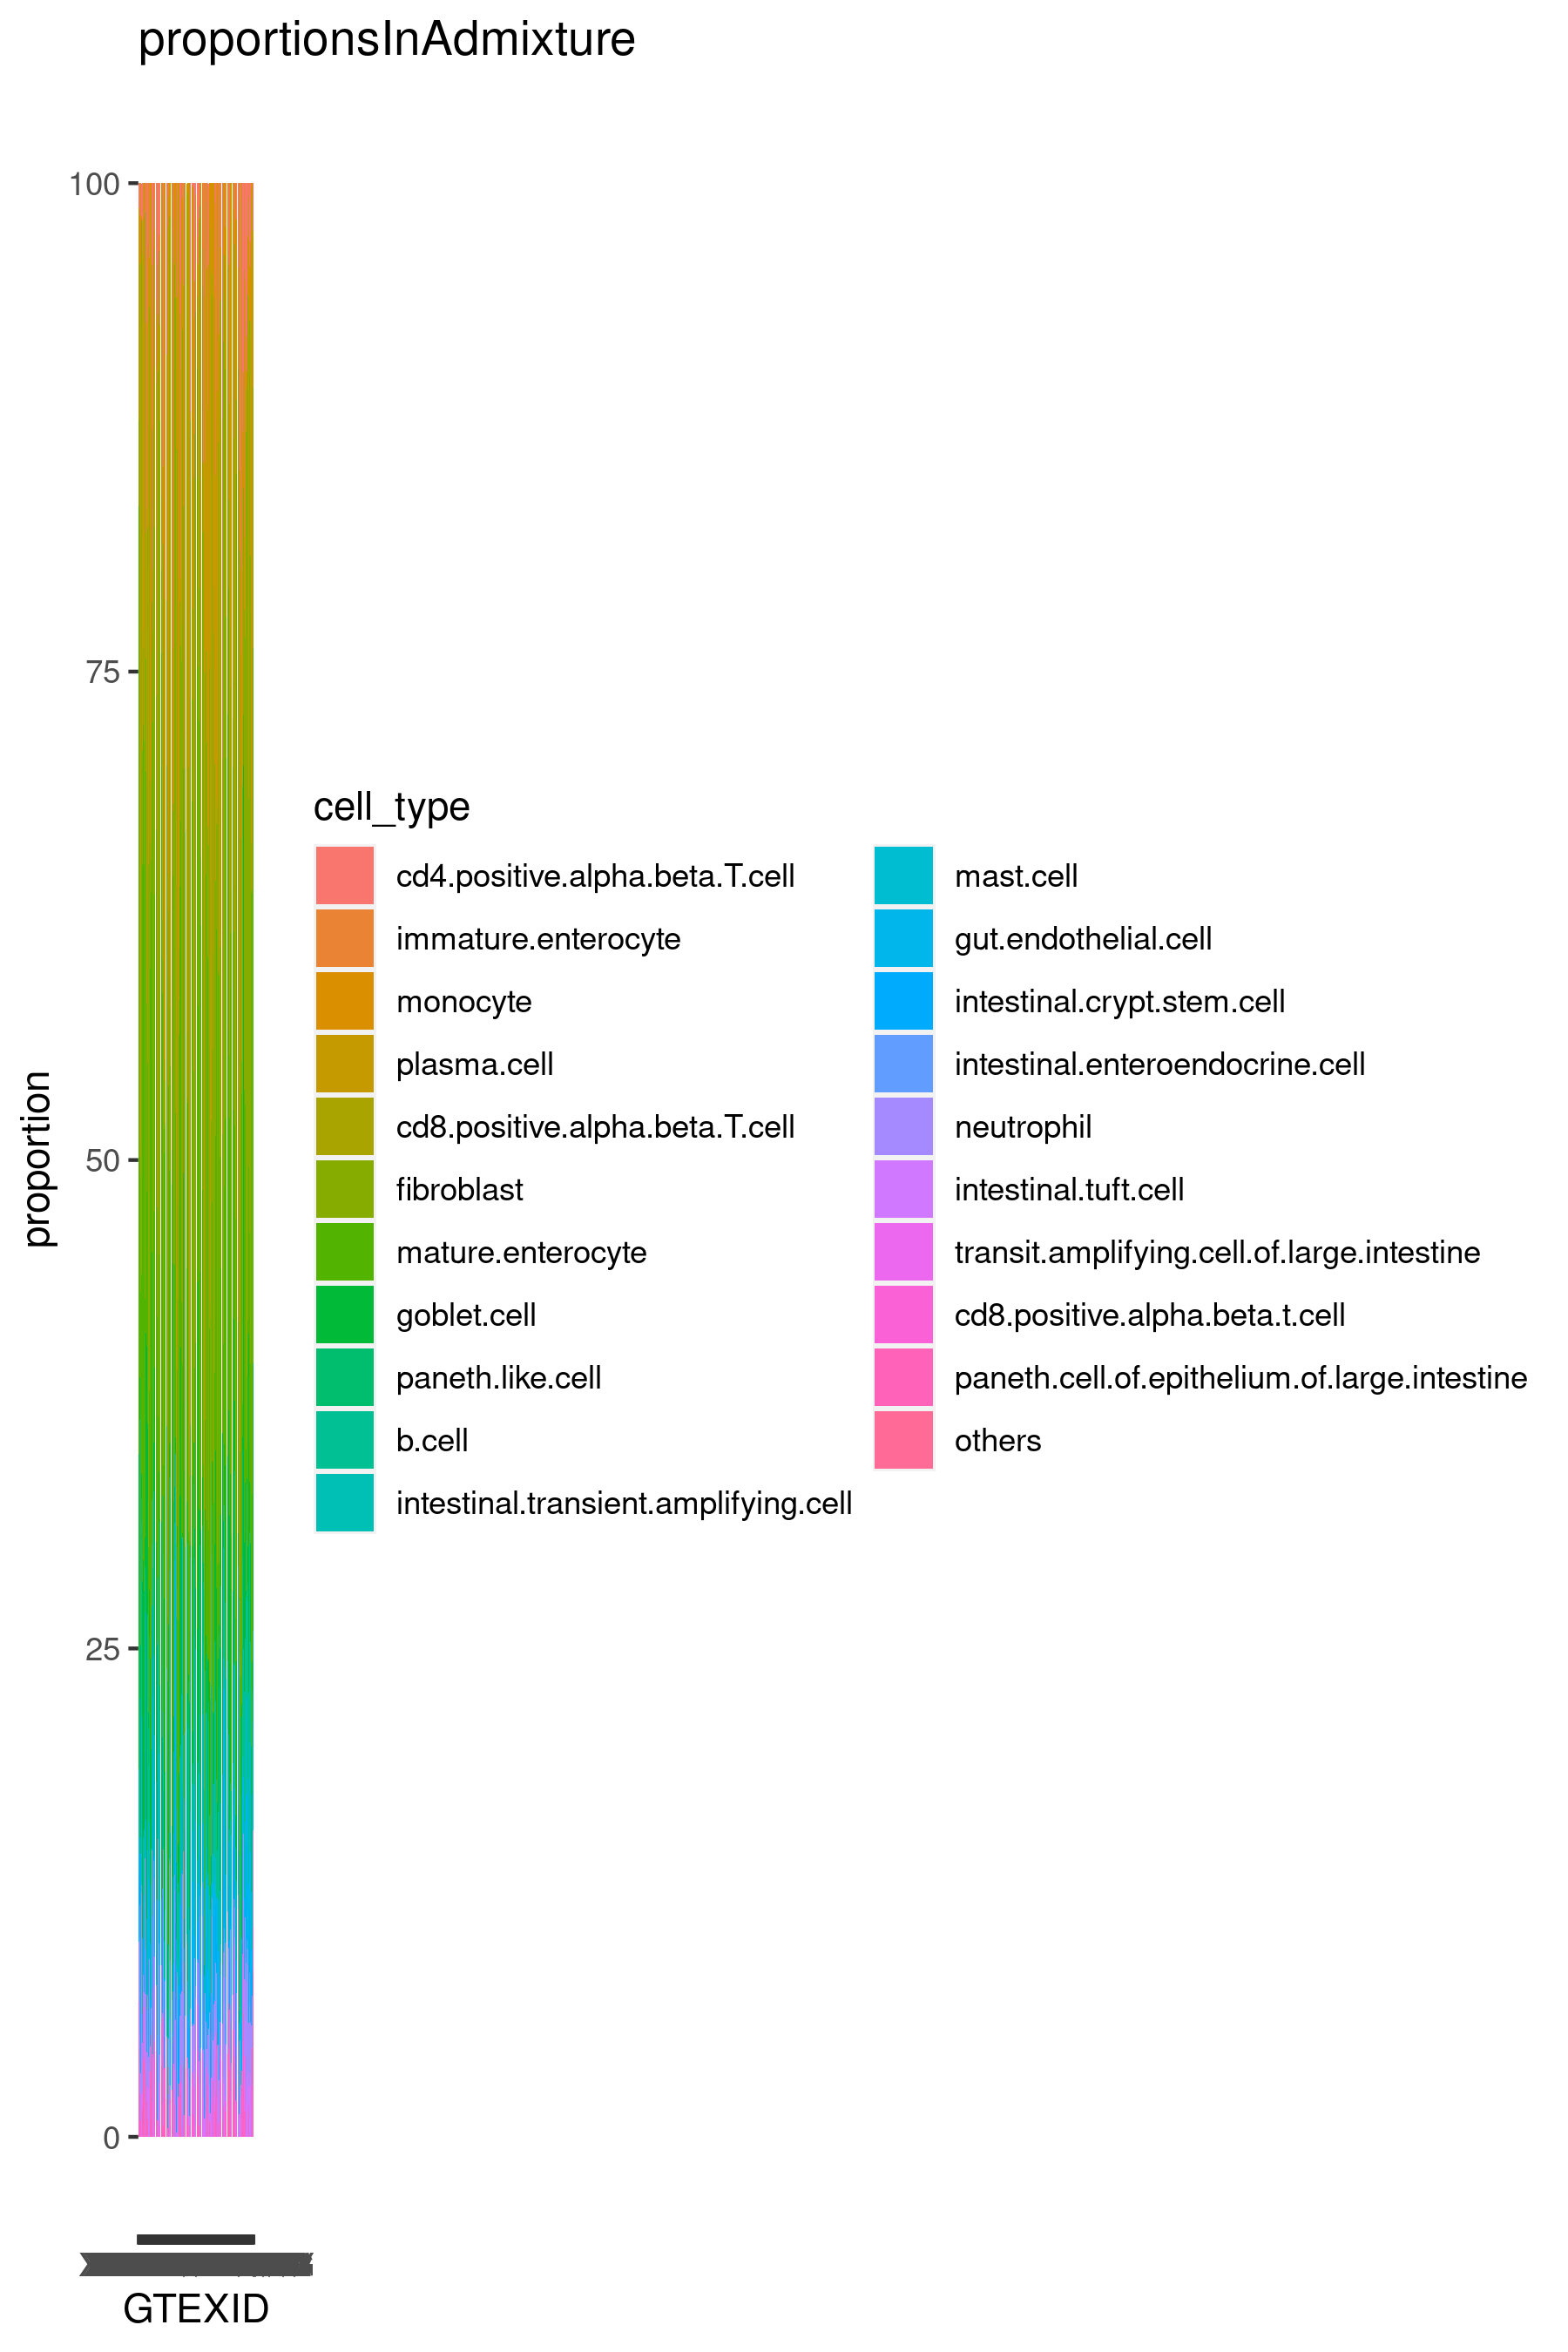 proportionsInAdmixture
100
75
50
25
0
proportion
cell_type
cd4.positive.alpha.beta.T.cell
immature.enterocyte
monocyte
plasma.cell
cd8.positive.alpha.beta.T.cell
fibroblast
mature.enterocyte
goblet.cell
paneth.like.cell
b.cell
intestinal.transient.amplifying.cell
mast.cell
gut.endothelial.cell
intestinal.crypt.stem.cell
intestinal.enteroendocrine.cell
neutrophil
intestinal.tuft.cell
transit.amplifying.cell.of.large.intestine
cd8.positive.alpha.beta.t.cell
paneth.cell.of.epithelium.of.large.intestine
others
GTEXID